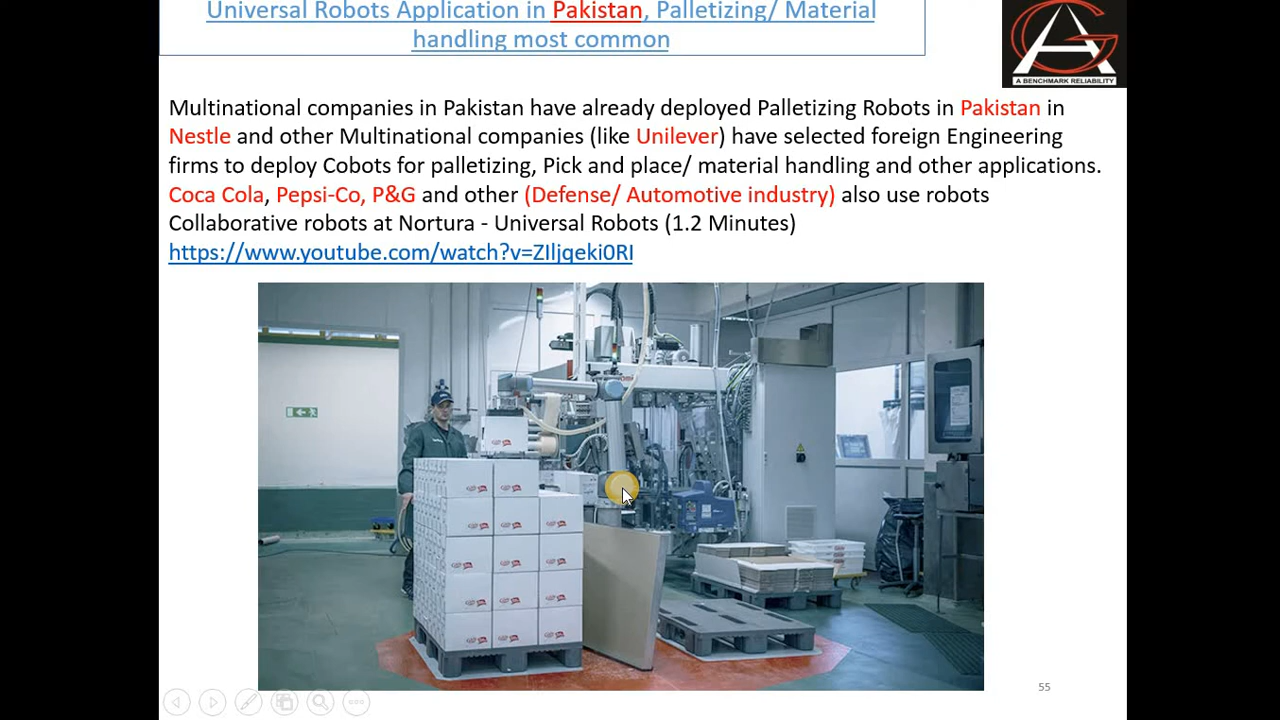 Universal Robots Application in Pakistan, Palletizing/ Material
handling most common
A BENCHMARK RELIABILITY
Multinational companies in Pakistan have already deployed Palletizing Robots in Pakistan in
Nestle and other Multinational companies (like Unilever) have selected foreign Engineering
firms to deploy Cobots for palletizing, Pick and place/ material handling and other applications.
Coca Cola, Pepsi-Co, P&G and other (Defense/ Automotive industry) also use robots
Collaborative robots at Nortura - Universal Robots (1.2 Minutes)
https://www.youtube.com/watch?v=ZIljqeki0RI
55